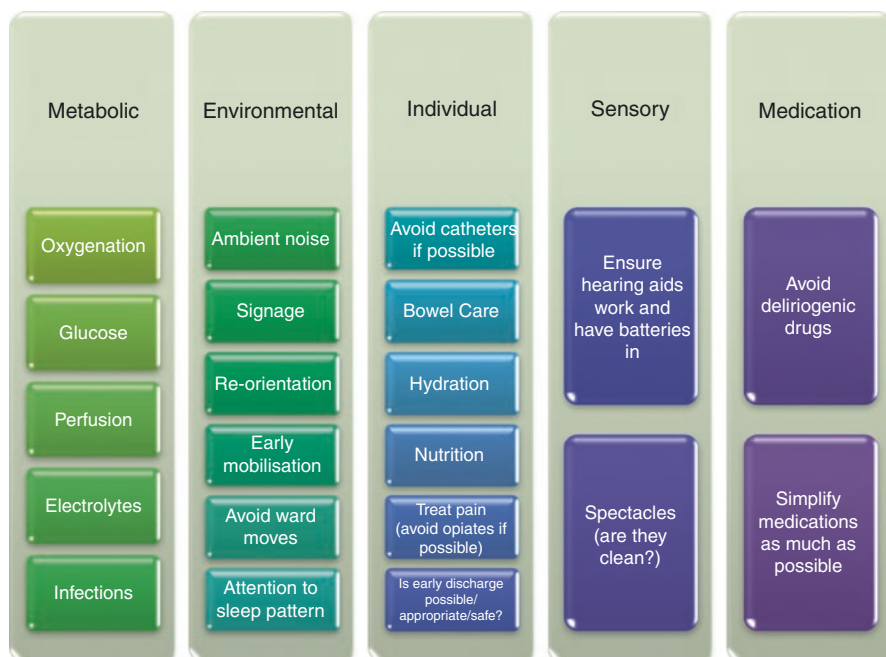 Metabolic
Oxygenation
Glucose
Perfusion
Electrolytes
Infections
Environmental
Ambient noise
Signage
Re-orientation
Early
mobilisation
Avoid ward
moves
Attention to
sleep pattern
Individual
Avoid catheters
if possible
Bowel Care
Hydration
Nutrition
Treat pain
(avoid opiates if
possible)
Is early discharge
possible/
appropriate/safe?
Sensory
Ensure
hearing aids
work and
have batteries
in
Spectacles
(are they
clean?)
Medication
Avoid
deliriogenic
drugs
Simplify
medications
as much as
possible